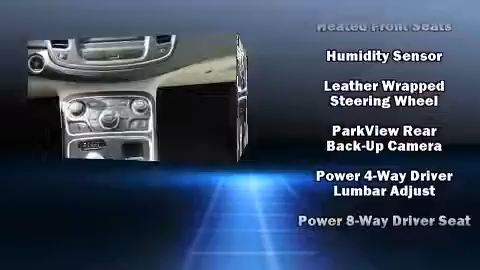 Heated Front Seats
Humidity Sensor
Leather Wrapped
Steering Wheel
ParkView Rear
Back-Up Camera
Power 4-Way Driver
Lumbar Adjust
Power 8-Way Driver Seat